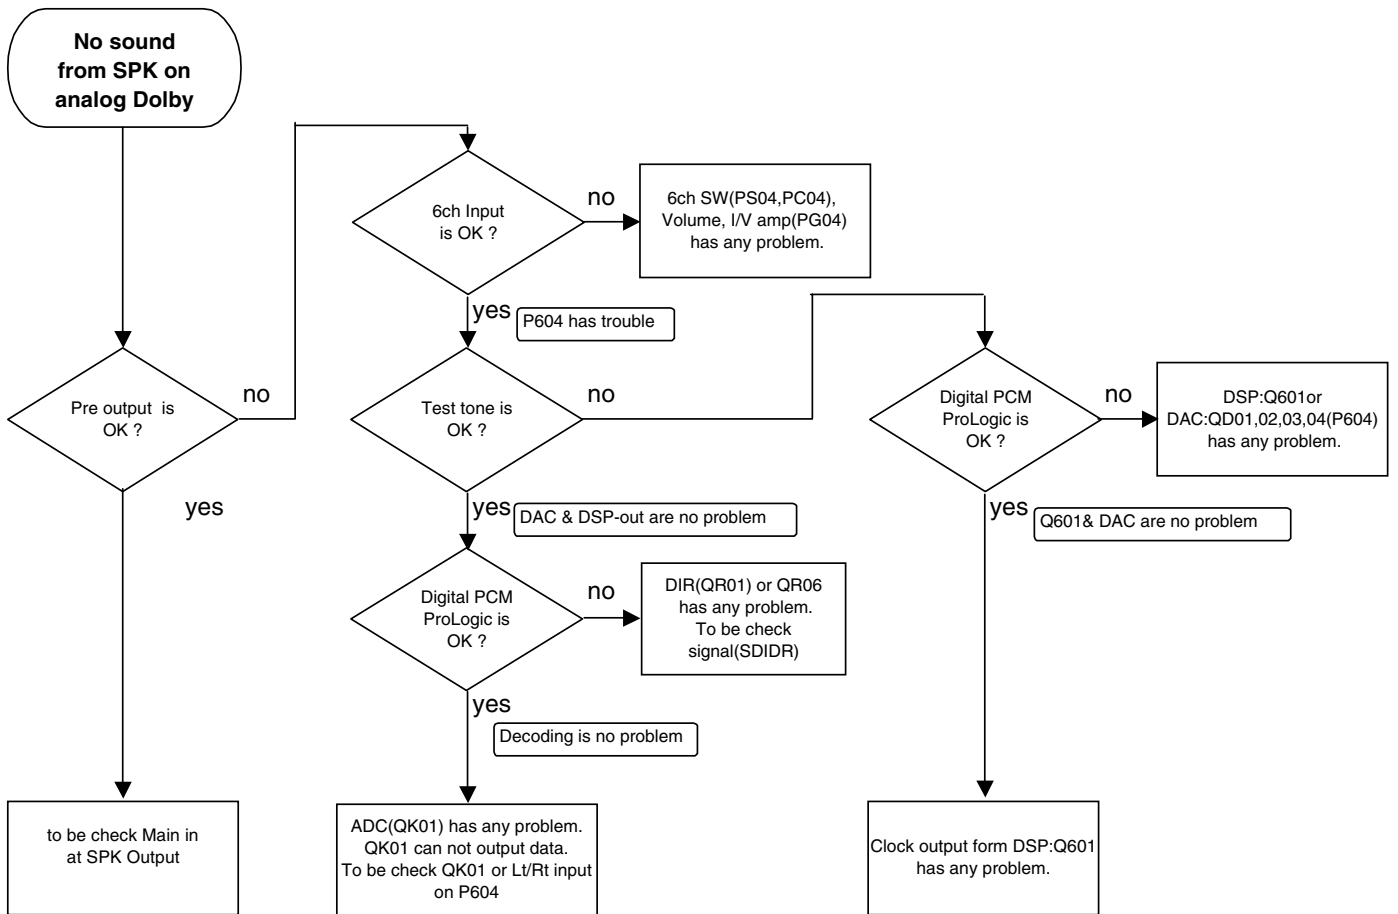 No sound
from SPK on
analog Dolby
6ch Input
is OK ?
no
6ch SW(PS04,PC04),
Volume, I/V amp(PG04)
has any problem.
yes
P604 has trouble
Pre output is
OK ?
no
yes
Test tone is
OK ?
no
Digital PCM
ProLogic is
OK ?
no
DSP:Q601or
DAC:QD01,02,03,04(P604)
has any problem.
yes
DAC & DSP-out are no problem
yes
Q601& DAC are no problem
Digital PCM
ProLogic is
OK ?
no
DIR(QR01) or QR06
has any problem.
To be check
signal(SDIDR)
yes
Decoding is no problem
to be check Main in
at SPK Output
ADC(QK01) has any problem.
QK01 can not output data.
To be check QK01 or Lt/Rt input
on P604
Clock output form DSP:Q601
has any problem.